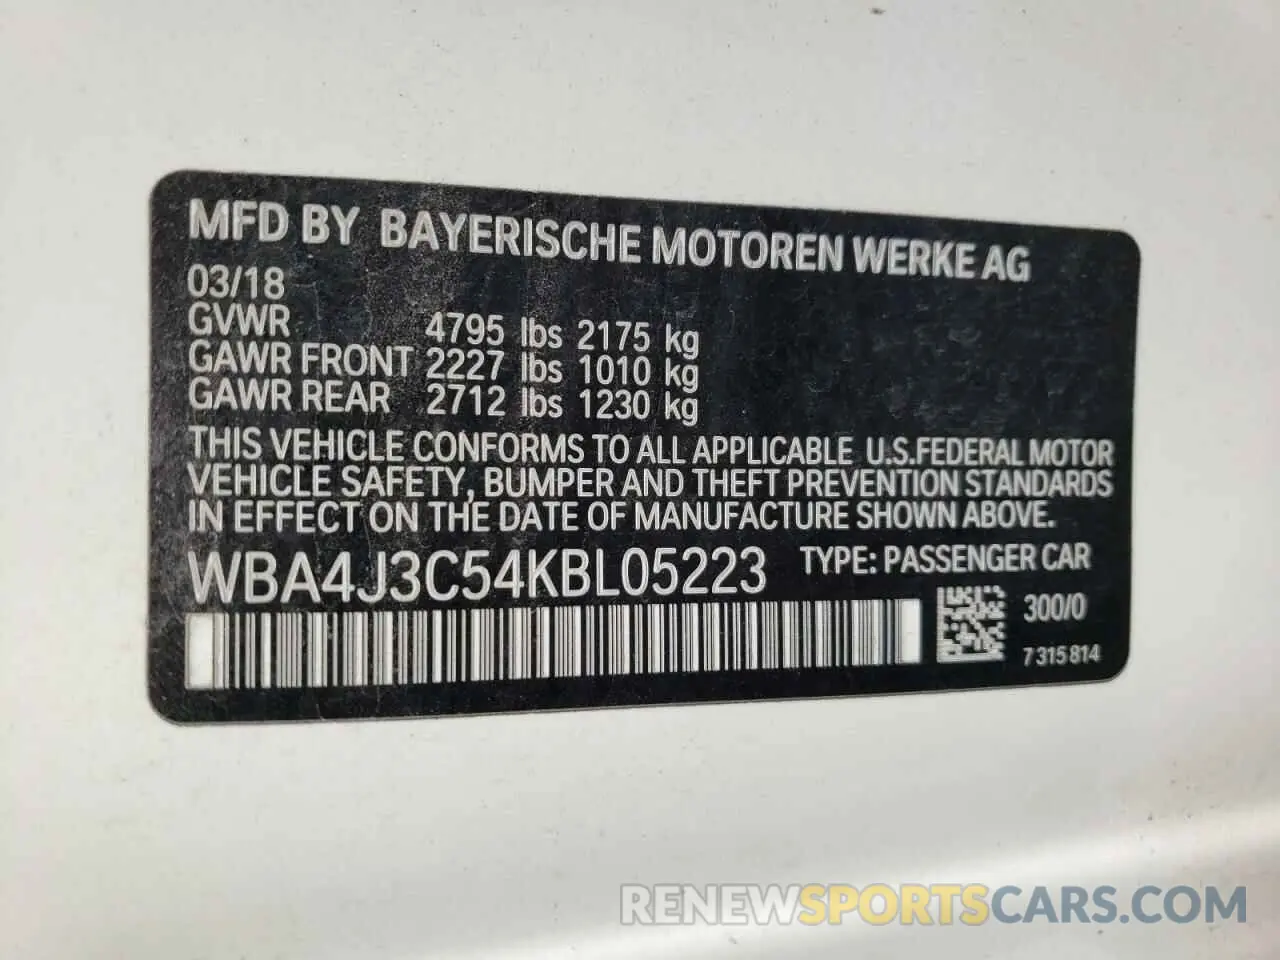 MFD BY BAYERISCHE MOTOREN WERKE AG
03/18
GVWR 4795 lbs 2175 kg
GAWR FRONT 2227 lbs 1010 kg
GAWR REAR 2712 lbs 1230 kg
THIS VEHICLE CONFORMS TO ALL APPLICABLE U.S.FEDERAL MOTOR
VEHICLE SAFETY, BUMPER AND THEFT PREVENTION STANDARDS
IN EFFECT ON THE DATE OF MANUFACTURE SHOWN ABOVE.
WBA4J3C54KBL05223 TYPE: PASSENGER CAR
300/0
7315814
RENEWSPORTSCARS.COM